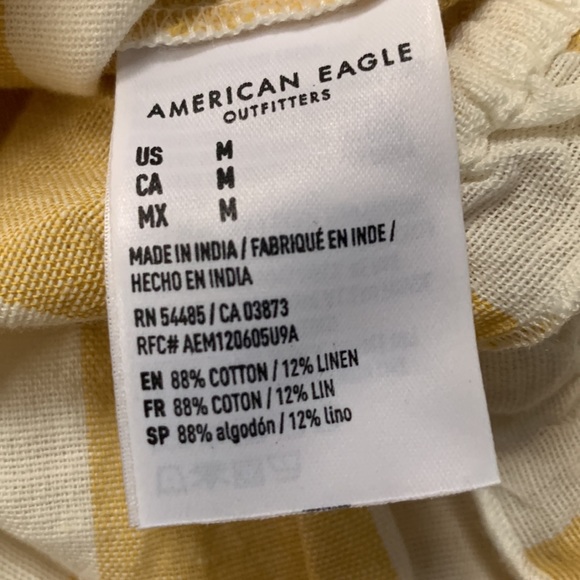 AMERICAN EAGLE
OUTFITTERS
US M
CA M
MX M
MADE IN INDIA / FABRIQUÉ EN INDE /
HECHO EN INDIA
RN 54485 / CA 03873
RFC# AEM120605U9A
EN 88% COTTON / 12% LINEN
FR 88% COTON / 12% LIN
SP 88% algodón / 12% lino